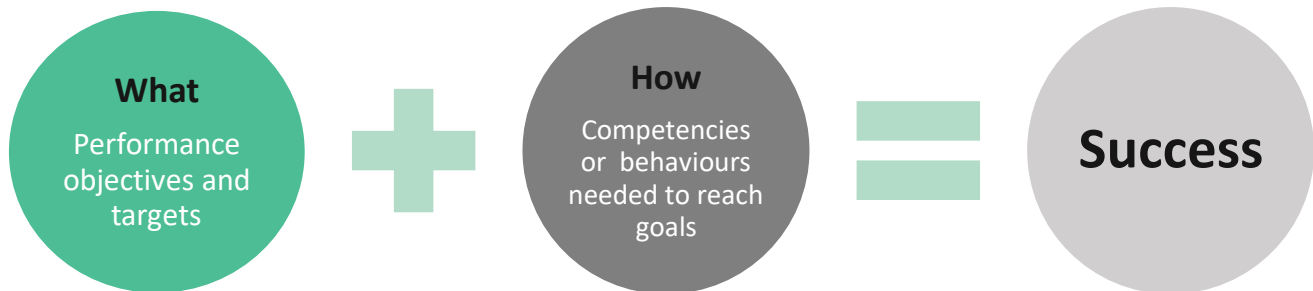 What
Performance
objectives and
targets
How
Competencies
or behaviours
needed to reach
goals
Success